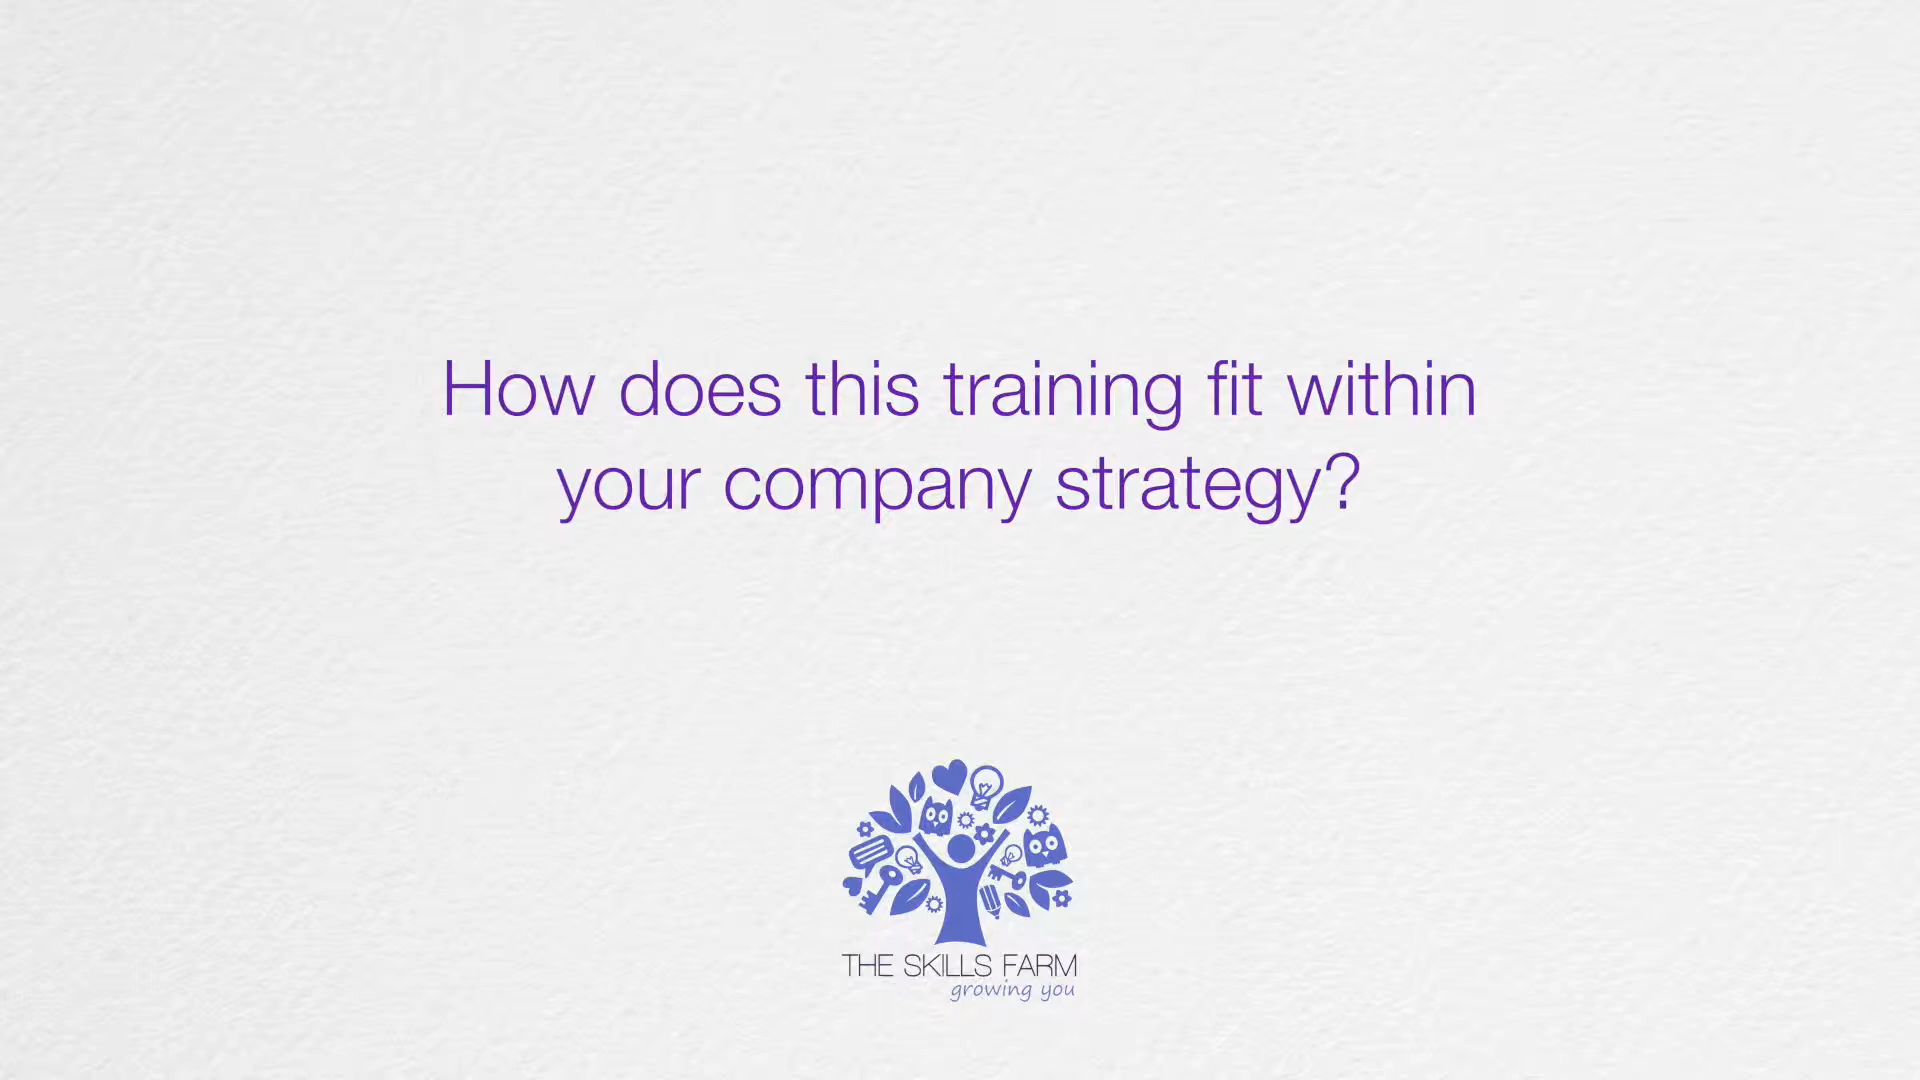 How does this training fit within
your company strategy?
THE SKILLS FARM
growing you